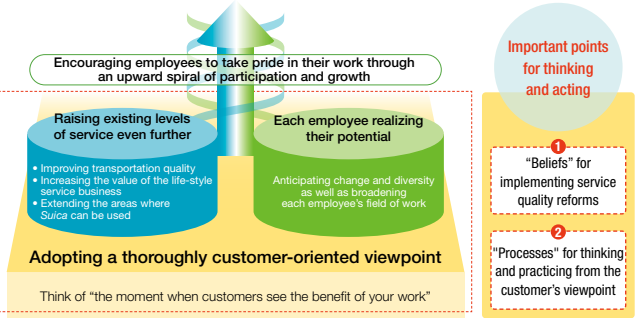 Encouraging employees to take pride in their work through
an upward spiral of participation and growth
Raising existing levels
of service even further
• Improving transportation quality
• Increasing the value of the life-style
service business
• Extending the areas where
Suica can be used
Each employee realizing
their potential
Anticipating change and diversity
as well as broadening
each employee's field of work
Adopting a thoroughly customer-oriented viewpoint
Think of "the moment when customers see the benefit of your work"
Important points
for thinking
and acting
1
"Beliefs" for
implementing service
quality reforms
2
"Processes" for thinking
and practicing from the
customer's viewpoint